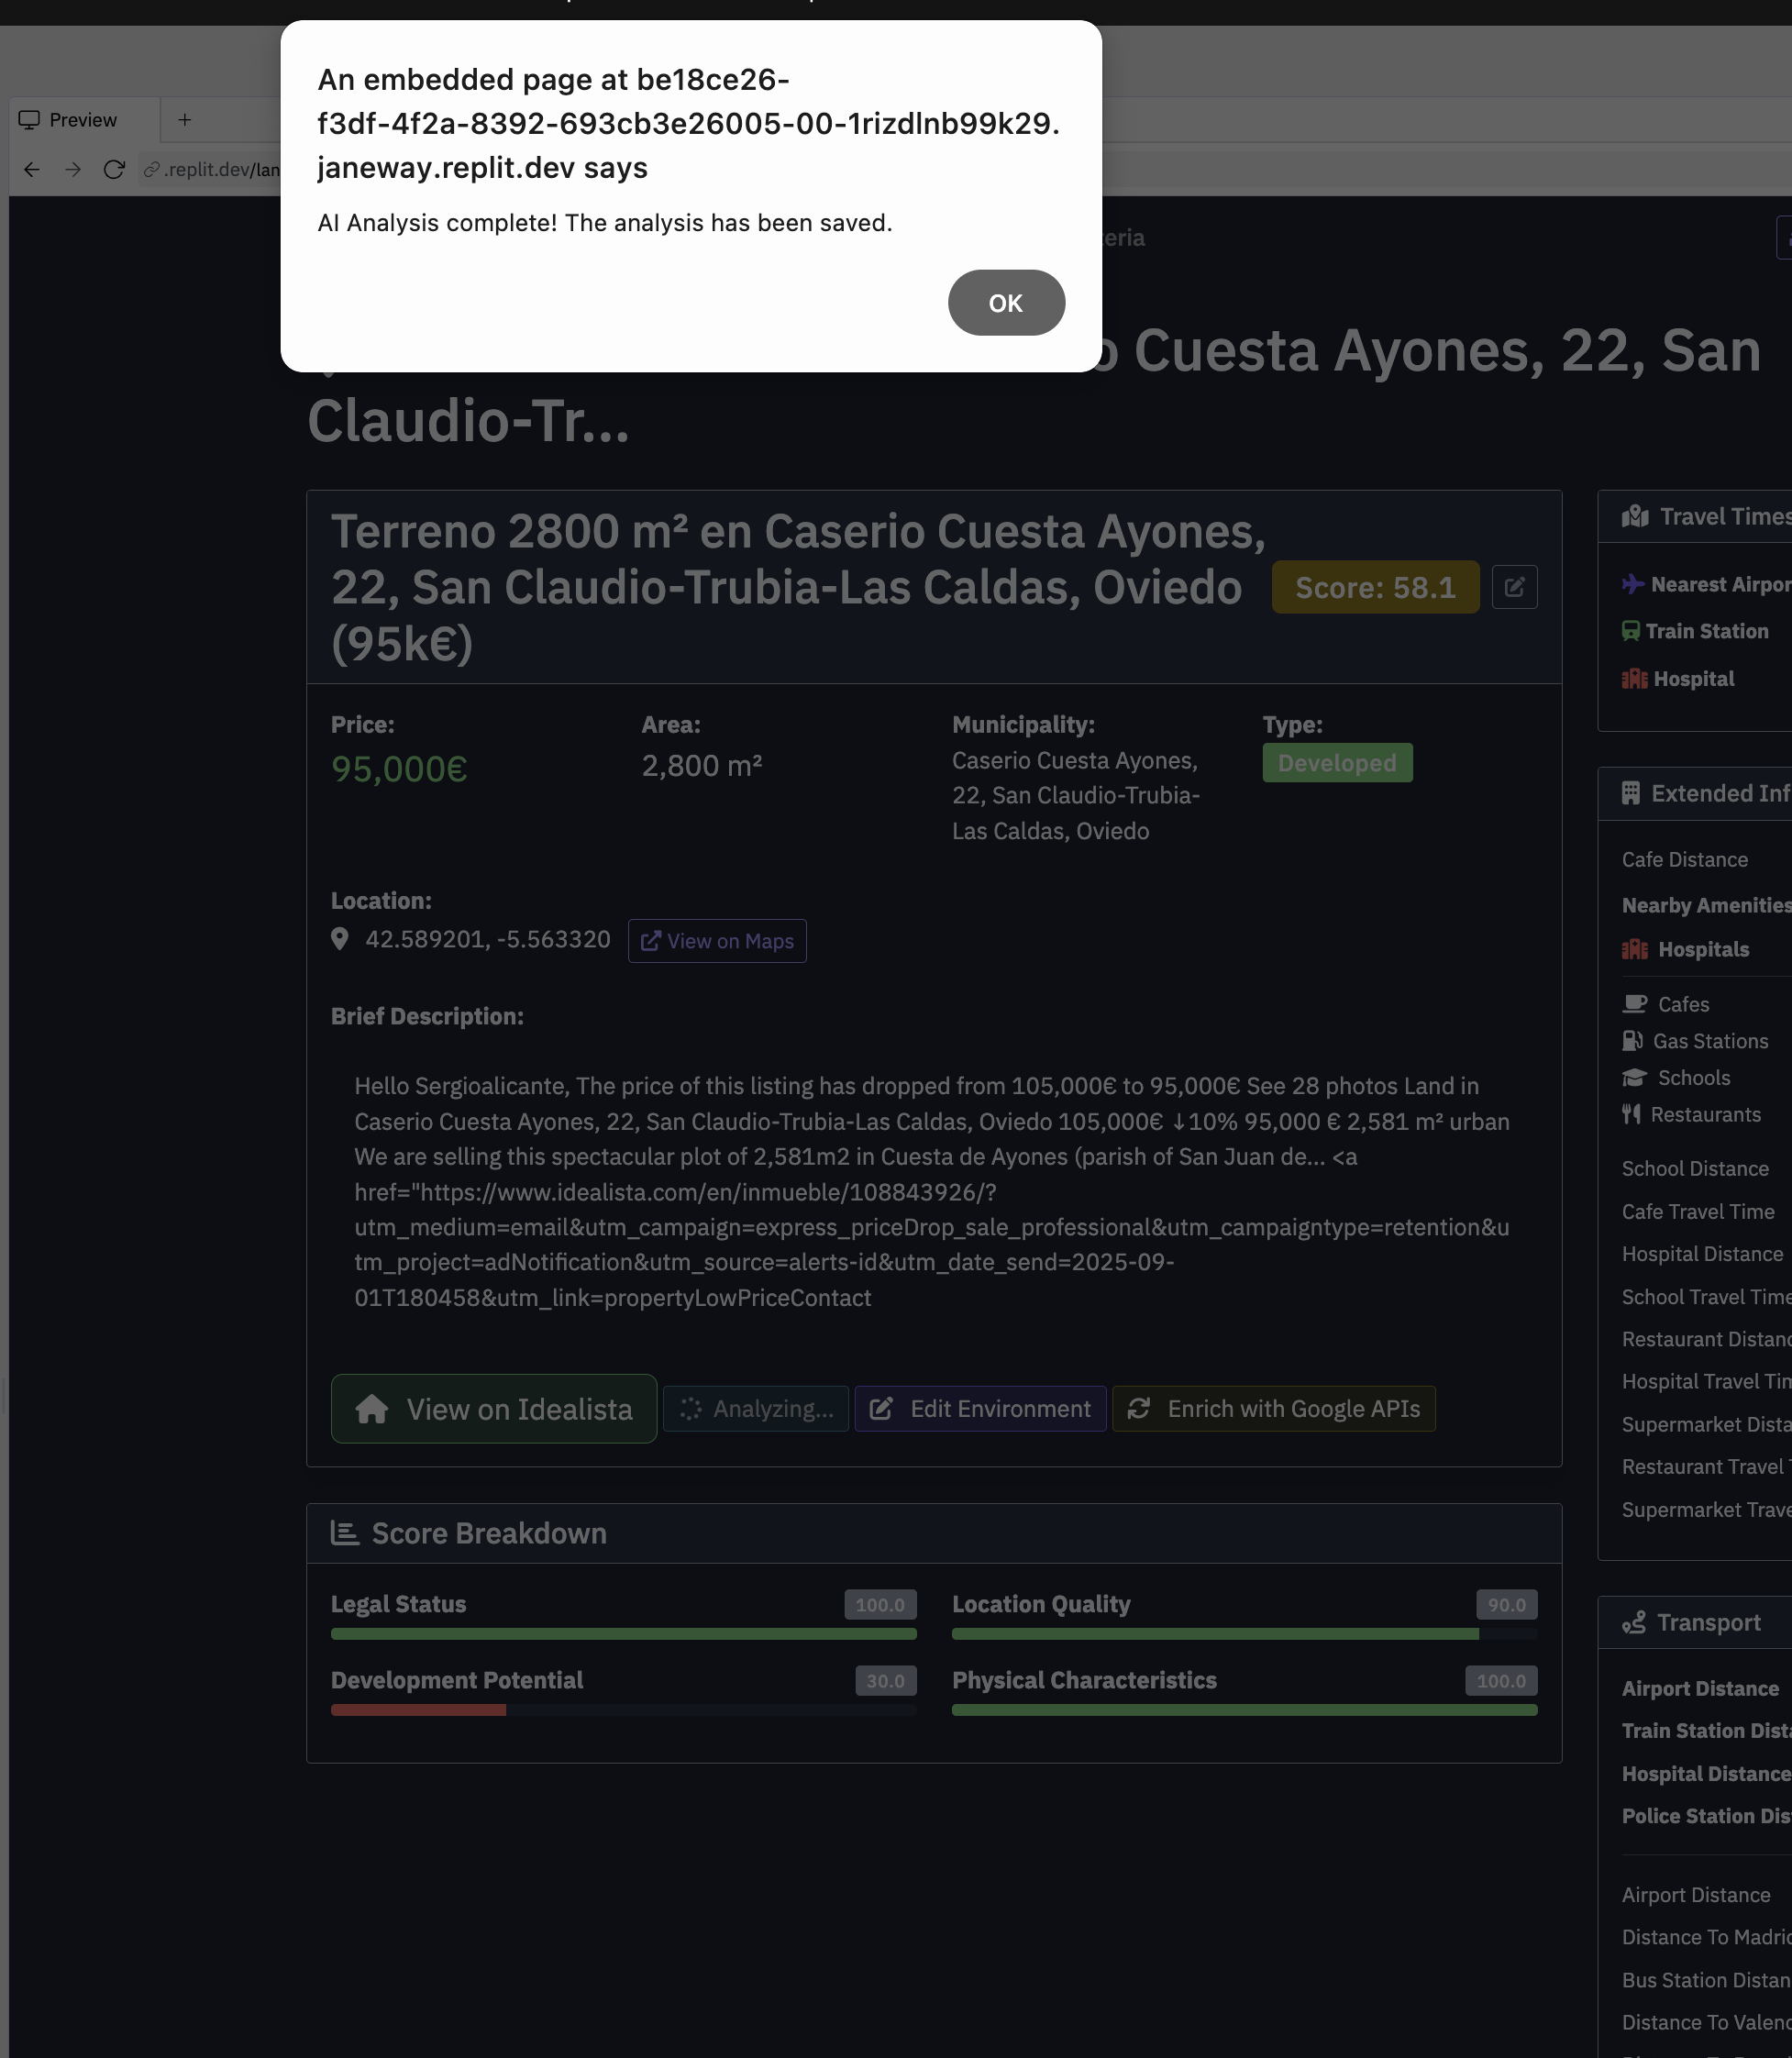 An embedded page at be18ce26-
f3df-4f2a-8392-693cb3e26005-00-1rizdlnb99k29.
janeway.replit.dev says
AI Analysis complete! The analysis has been saved.
OK
Preview
.replit.dev/lan
eria
o Cuesta Ayones, 22, San
Claudio-Tr...
Terreno 2800 m² en Caserio Cuesta Ayones,
22, San Claudio-Trubia-Las Caldas, Oviedo
(95k€)
Score: 58.1
Price:
95,000€
Area:
2,800 m²
Municipality:
Caserio Cuesta Ayones,
22, San Claudio-Trubia-
Las Caldas, Oviedo
Type:
Developed
Location:
42.589201, -5.563320
View on Maps
Brief Description:
Hello Sergioalicante, The price of this listing has dropped from 105,000€ to 95,000€ See 28 photos Land in
Caserio Cuesta Ayones, 22, San Claudio-Trubia-Las Caldas, Oviedo 105,000€ ↓10% 95,000 € 2,581 m² urban
We are selling this spectacular plot of 2,581m2 in Cuesta de Ayones (parish of San Juan de... <a
href="https://www.idealista.com/en/inmueble/108843926/?
utm_medium=email&utm_campaign=express_priceDrop_sale_professional&utm_campaigntype=retention&u
tm_project=adNotification&utm_source=alerts-id&utm_date_send=2025-09-
01T180458&utm_link=propertyLowPriceContact
View on Idealista
Analyzing...
Edit Environment
Enrich with Google APIs
Score Breakdown
Legal Status
100.0
Location Quality
90.0
Development Potential
30.0
Physical Characteristics
100.0
Travel Times
Nearest Airpor
Train Station
Hospital
Extended Inf
Cafe Distance
Nearby Amenities
Hospitals
Cafes
Gas Stations
Schools
Restaurants
School Distance
Cafe Travel Time
Hospital Distance
School Travel Time
Restaurant Distanc
Hospital Travel Tim
Supermarket Dista
Restaurant Travel T
Supermarket Trave
Transport
Airport Distance
Train Station Dista
Hospital Distance
Police Station Dis
Airport Distance
Distance To Madrid
Bus Station Distan
Distance To Valenc